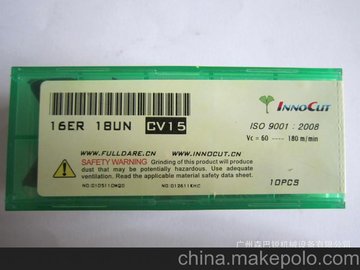 INNOCUT
16ER 18UN CV15
ISO 9001 : 2008
Vc = 60 ---- 180 m/min
WWW.FULLDARE.CN WWW.INNOCUT.CN
SAFETY WARNING Grinding of this product will produce
dust that may be potentially hazardous. Use adequate
ventilation. Read the applicable material safety data sheet.
10PCS
china.makepolo.com